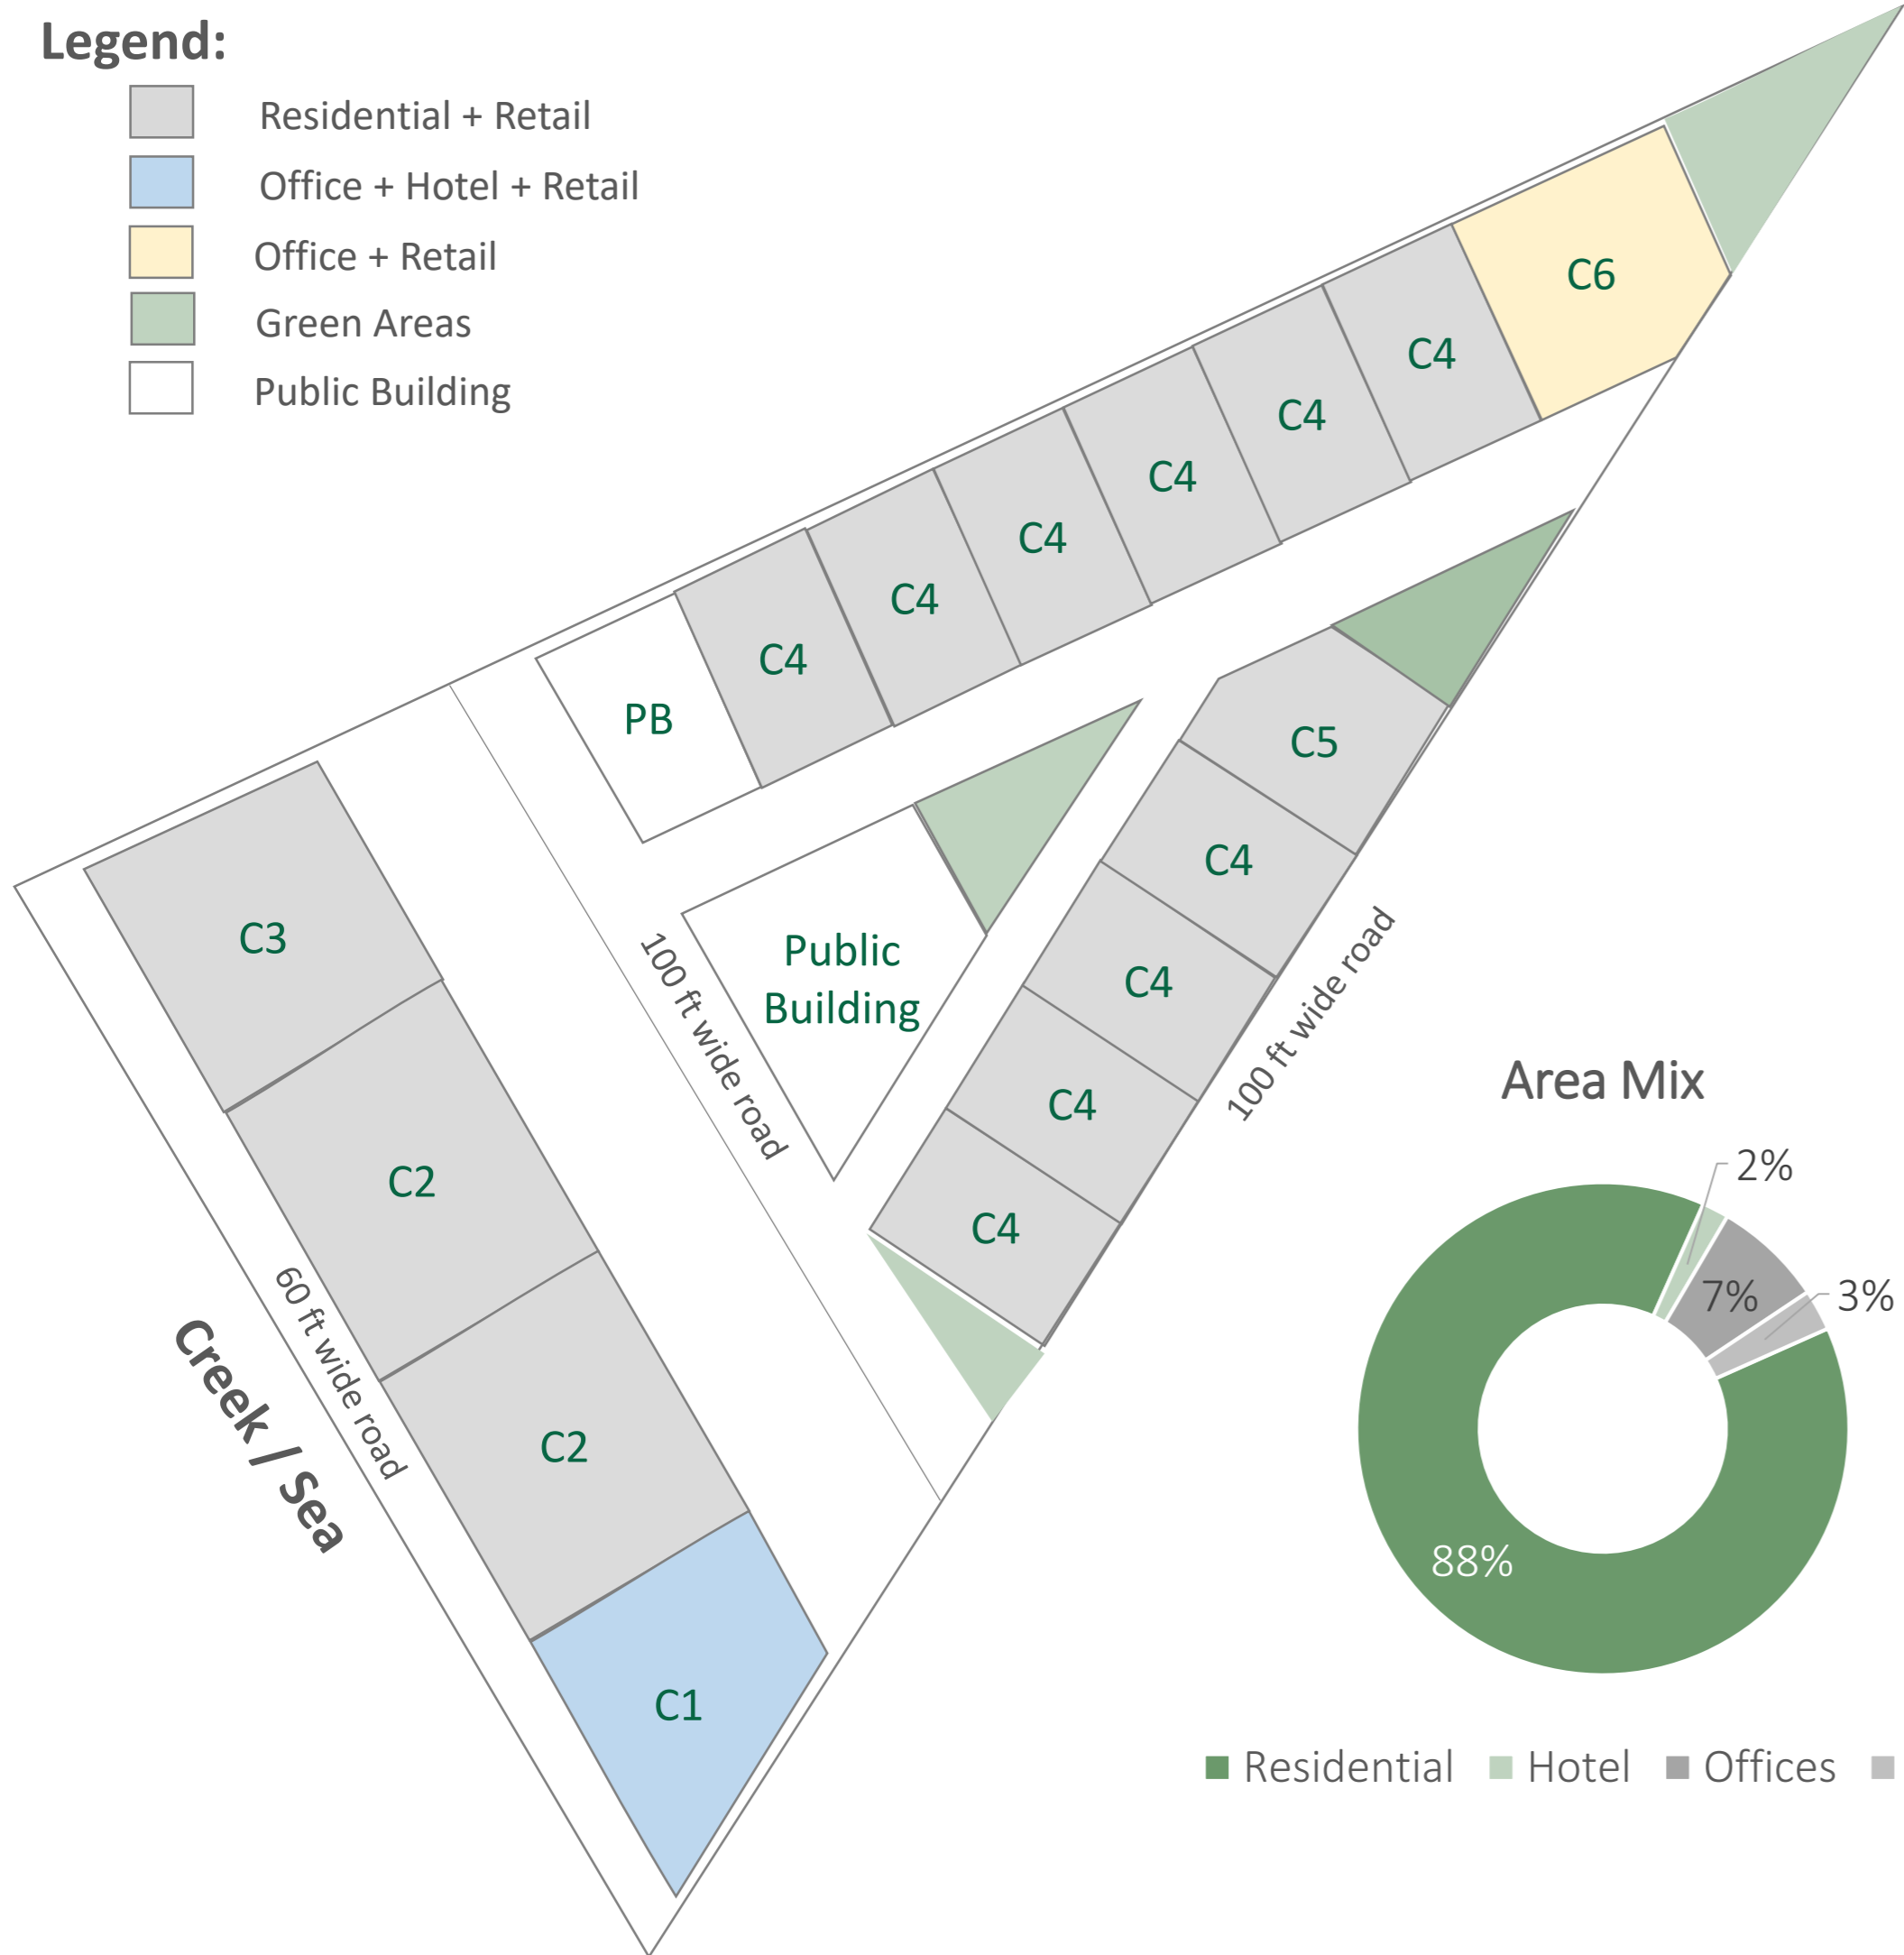 Legend:
Residential + Retail
Office + Hotel + Retail
Office + Retail
Green Areas
Public Building
C6
C4
C4
C4
C4
C4
C4
PB
C5
C4
C4
C4
C4
Public
Building
C3
C2
C2
C1
100 ft wide road
100 ft wide road
60 ft wide road
Creek / Sea
Area Mix
2%
7%
3%
88%
Residential
Hotel
Offices